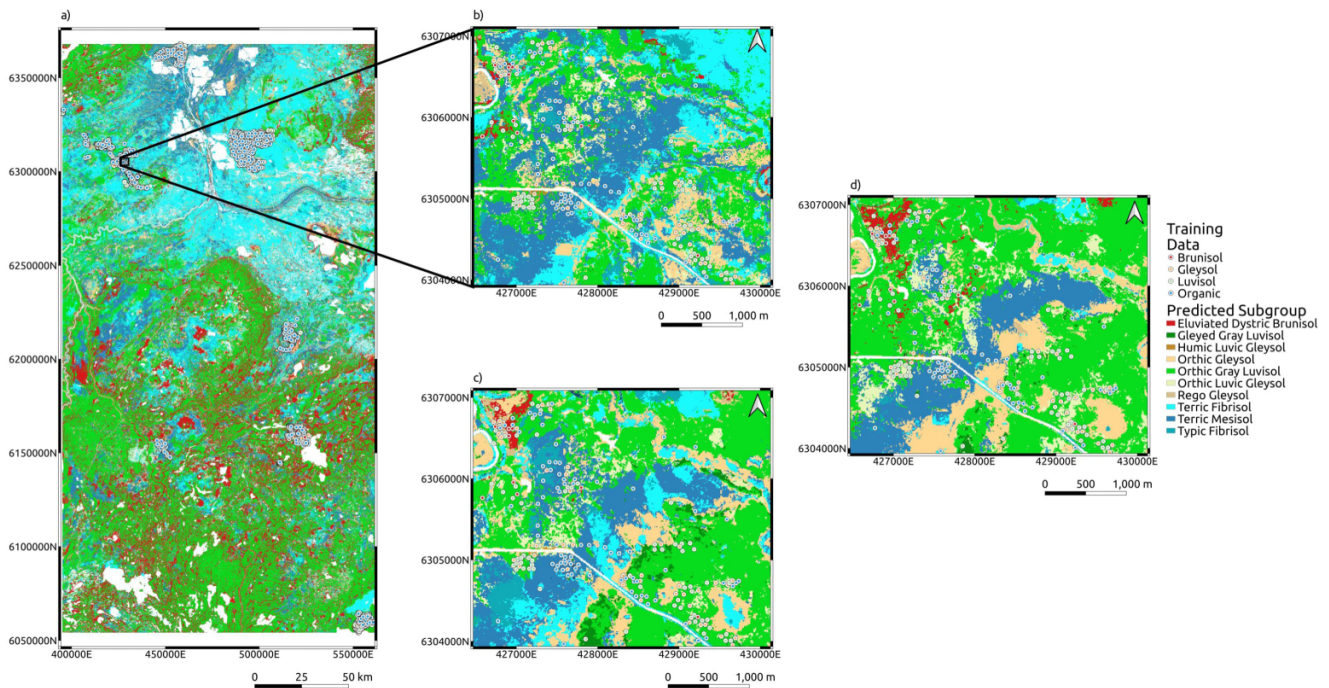 a)
6350000N
6300000N
6250000N
6200000N
6150000N
6100000N
6050000N
400000E 450000E 500000E 550000E
0 25 50 km
b)
6307000N
6306000N
6305000N
6304000N
427000E 428000E 429000E 430000E
0 500 1,000 m
c)
6307000N
6306000N
6305000N
6304000N
427000E 428000E 429000E 430000E
0 500 1,000 m
d)
6307000N
6306000N
6305000N
6304000N
427000E 428000E 429000E 430000E
0 500 1,000 m
Training
Data
Brunisol
Gleysol
Luvisol
Organic
Predicted Subgroup
Eluviated Dystric Brunisol
Gleyed Gray Luvisol
Humic Luvic Gleysol
Orthic Gleysol
Orthic Gray Luvisol
Orthic Luvic Gleysol
Rego Gleysol
Terric Fibrisol
Terric Mesisol
Typic Fibrisol